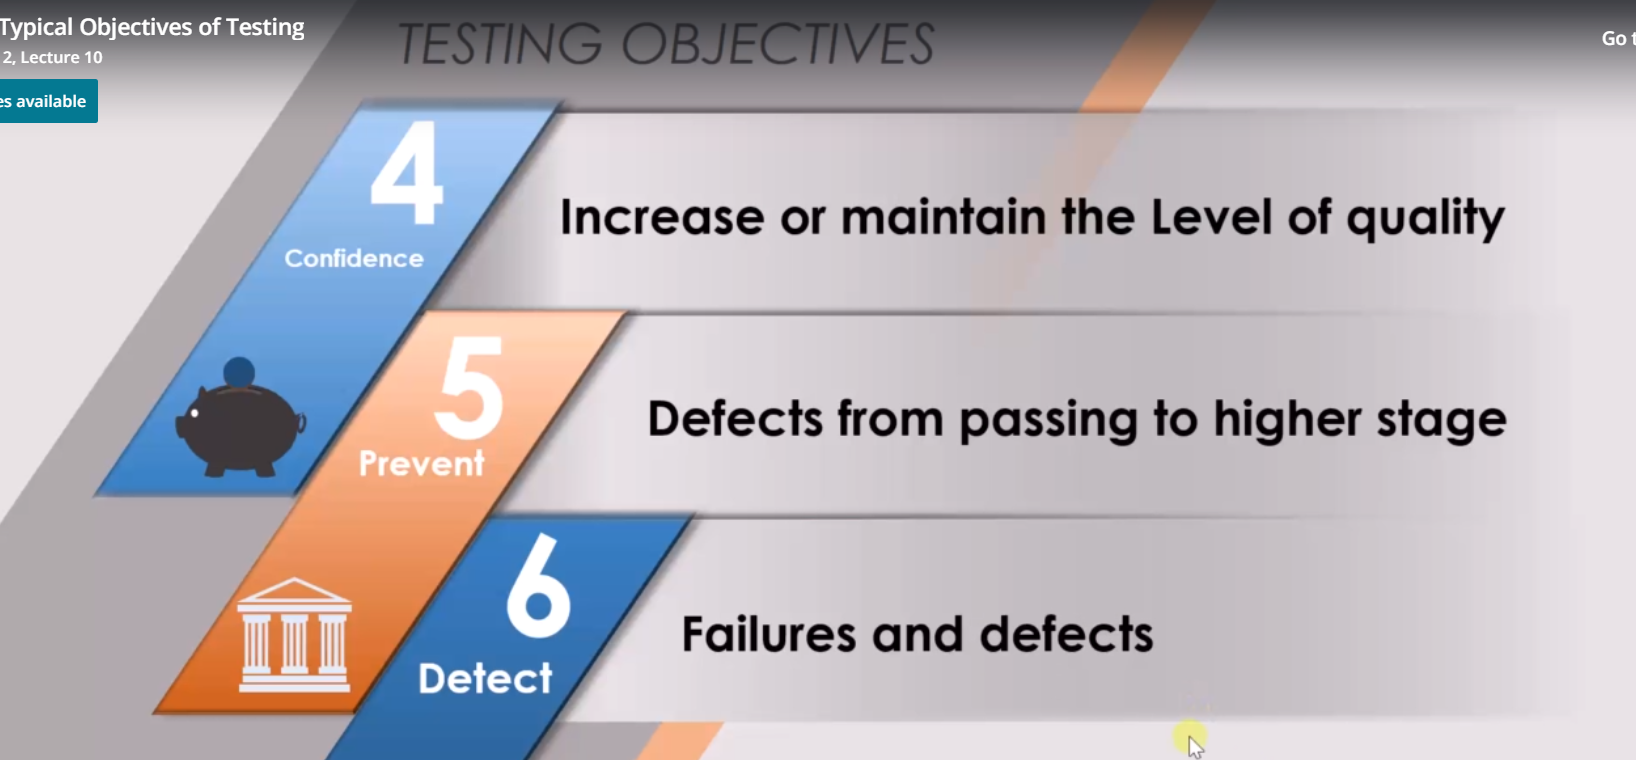 Typical Objectives of Testing
2, Lecture 10
available
Go
TESTING OBJECTIVES
4
Confidence
Increase or maintain the Level of quality
5
Prevent
Defects from passing to higher stage
6
Detect
Failures and defects